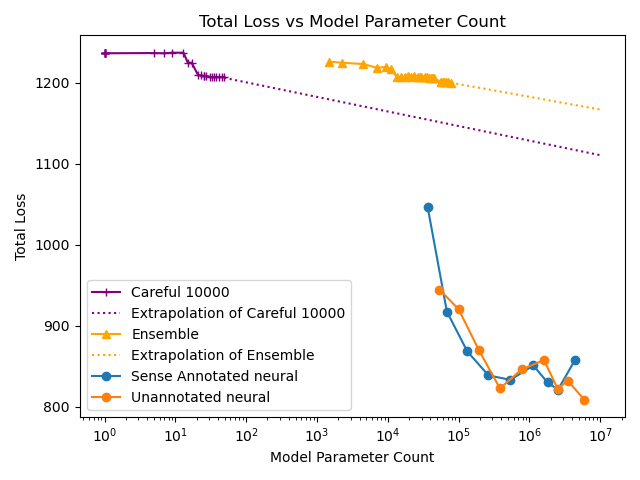 Total Loss vs Model Parameter Count
Total Loss
1200
1100
1000
900
800
Careful 10000
Extrapolation of Careful 10000
Ensemble
Extrapolation of Ensemble
Sense Annotated neural
Unannotated neural
10^0 10^1 10^2 10^3 10^4 10^5 10^6 10^7
Model Parameter Count